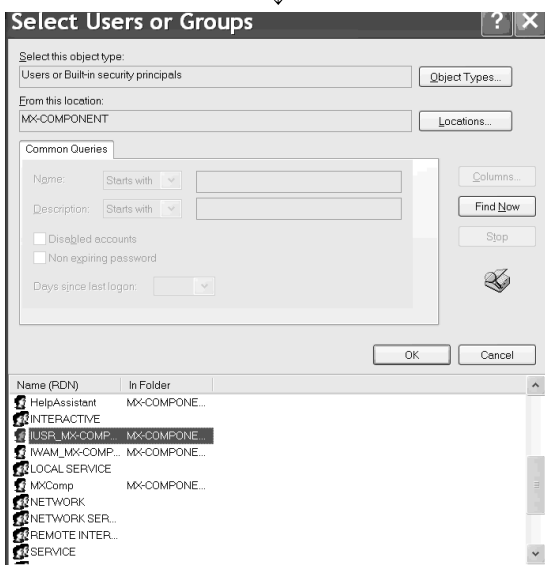 Select Users or Groups
Select this object type:
Users or Built-in security principals
Object Types...
From this location:
MX-COMPONENT
Locations...
Common Queries
Name: Starts with
Columns...
Description: Starts with
Find Now
Disabled accounts
Stop
Non expiring password
Days since last logon:
OK Cancel
Name (RDN) In Folder
HelpAssistant MX-COMPONE...
INTERACTIVE
IUSR_MX-COMP... MX-COMPONE...
IWAM_MX-COMP... MX-COMPONE...
LOCAL SERVICE
MXComp MX-COMPONE...
NETWORK
NETWORK SER...
REMOTE INTER...
SERVICE